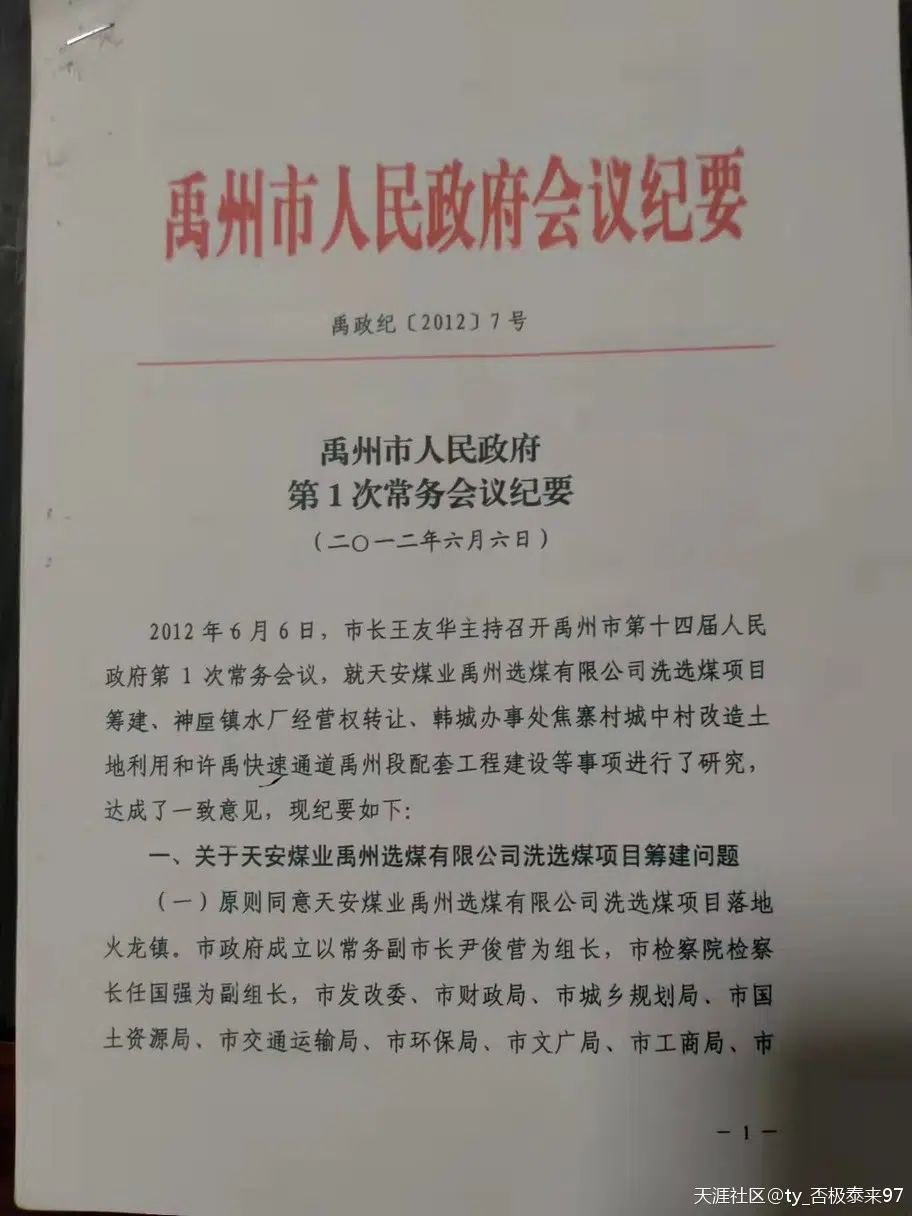 禹州市人民政府会议纪要
禹政纪〔2012〕7号
禹州市人民政府
第1次常务会议纪要
（二〇一二年六月六日）
2012年6月6日，市长王友华主持召开禹州市第十四届人民
政府第1次常务会议，就天安煤业禹州选煤有限公司洗选煤项目
筹建、神垕镇水厂经营权转让、韩城办事处焦寨村城中村改造土
地利用和许禹快速通道禹州段配套工程建设等事项进行了研究，
达成了一致意见，现纪要如下：
一、关于天安煤业禹州选煤有限公司洗选煤项目筹建问题
（一）原则同意天安煤业禹州选煤有限公司洗选煤项目落地
火龙镇。市政府成立以常务副市长尹俊营为组长，市检察院检察
长任国强为副组长，市发改委、市财政局、市城乡规划局、市国
土资源局、市交通运输局、市环保局、市文广局、市工商局、市
－1－
天涯社区@ty_否极泰来97